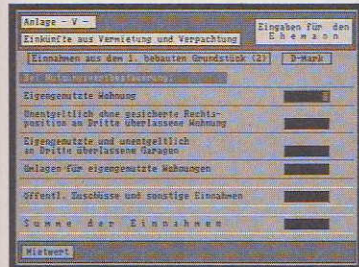 Anlage - V -
Eingaben für den
Ehemann
Einkünfte aus Vermietung und Verpachtung
Einnahmen aus dem 1. bebauten Grundstück (2) D-Mark
Bei Nutzungswertbesteuerung:
Eigengenutzte Wohnung
Unentgeltlich ohne gesicherte Rechts-
position an Dritte überlassene Wohnung
Eigengenutzte und unentgeltlich
an Dritte überlassene Garagen
Umlagen für eigengenutzte Wohnungen
Öffentl. Zuschüsse und sonstige Einnahmen
Summe der Einnahmen
Mietwert